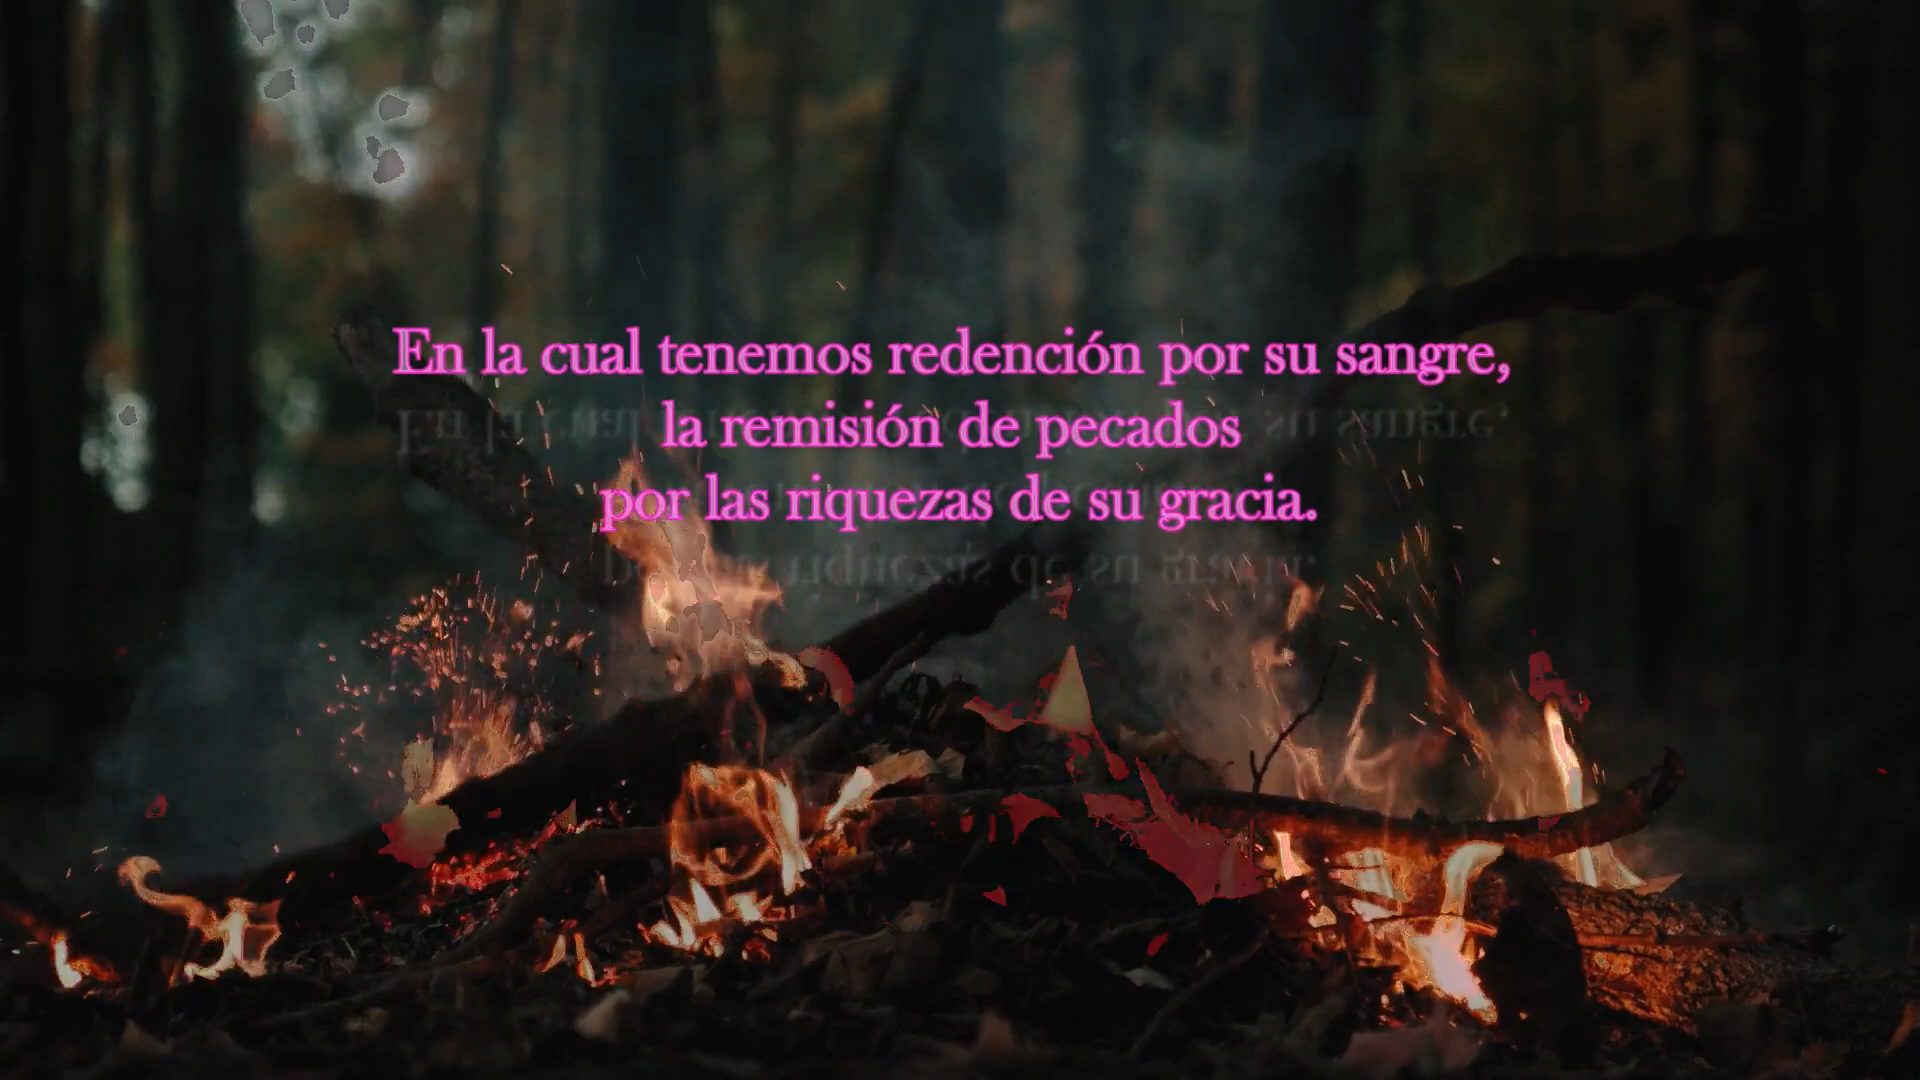 En la cual tenemos redención por su sangre,
la remisión de pecados
por las riquezas de su gracia.